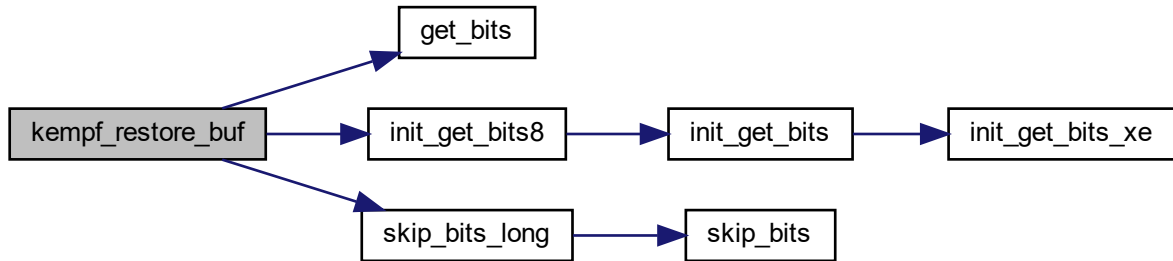 get_bits
kempf_restore_buf
init_get_bits8
init_get_bits
init_get_bits_xe
skip_bits_long
skip_bits